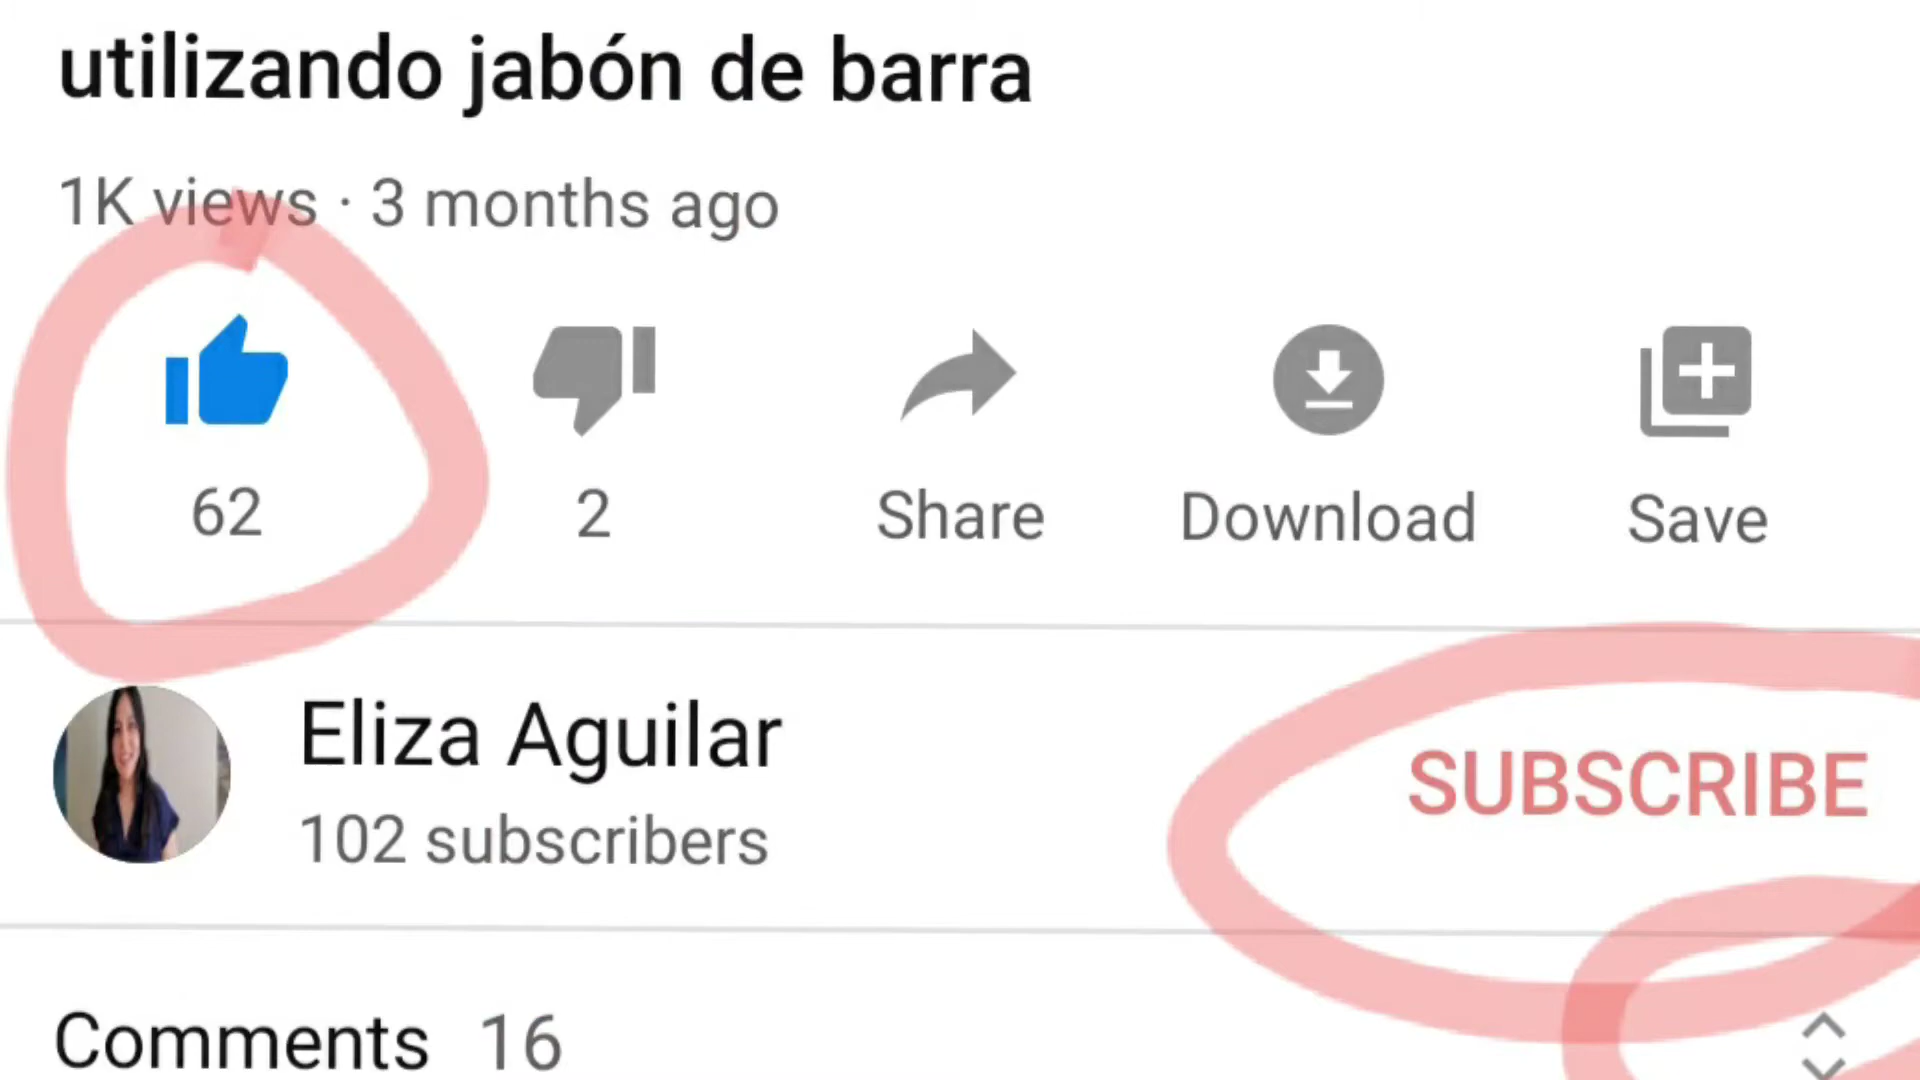 utilizando jabón de barra
1K views · 3 months ago
62
2
Share
Download
Save
Eliza Aguilar
SUBSCRIBE
102 subscribers
Comments 16